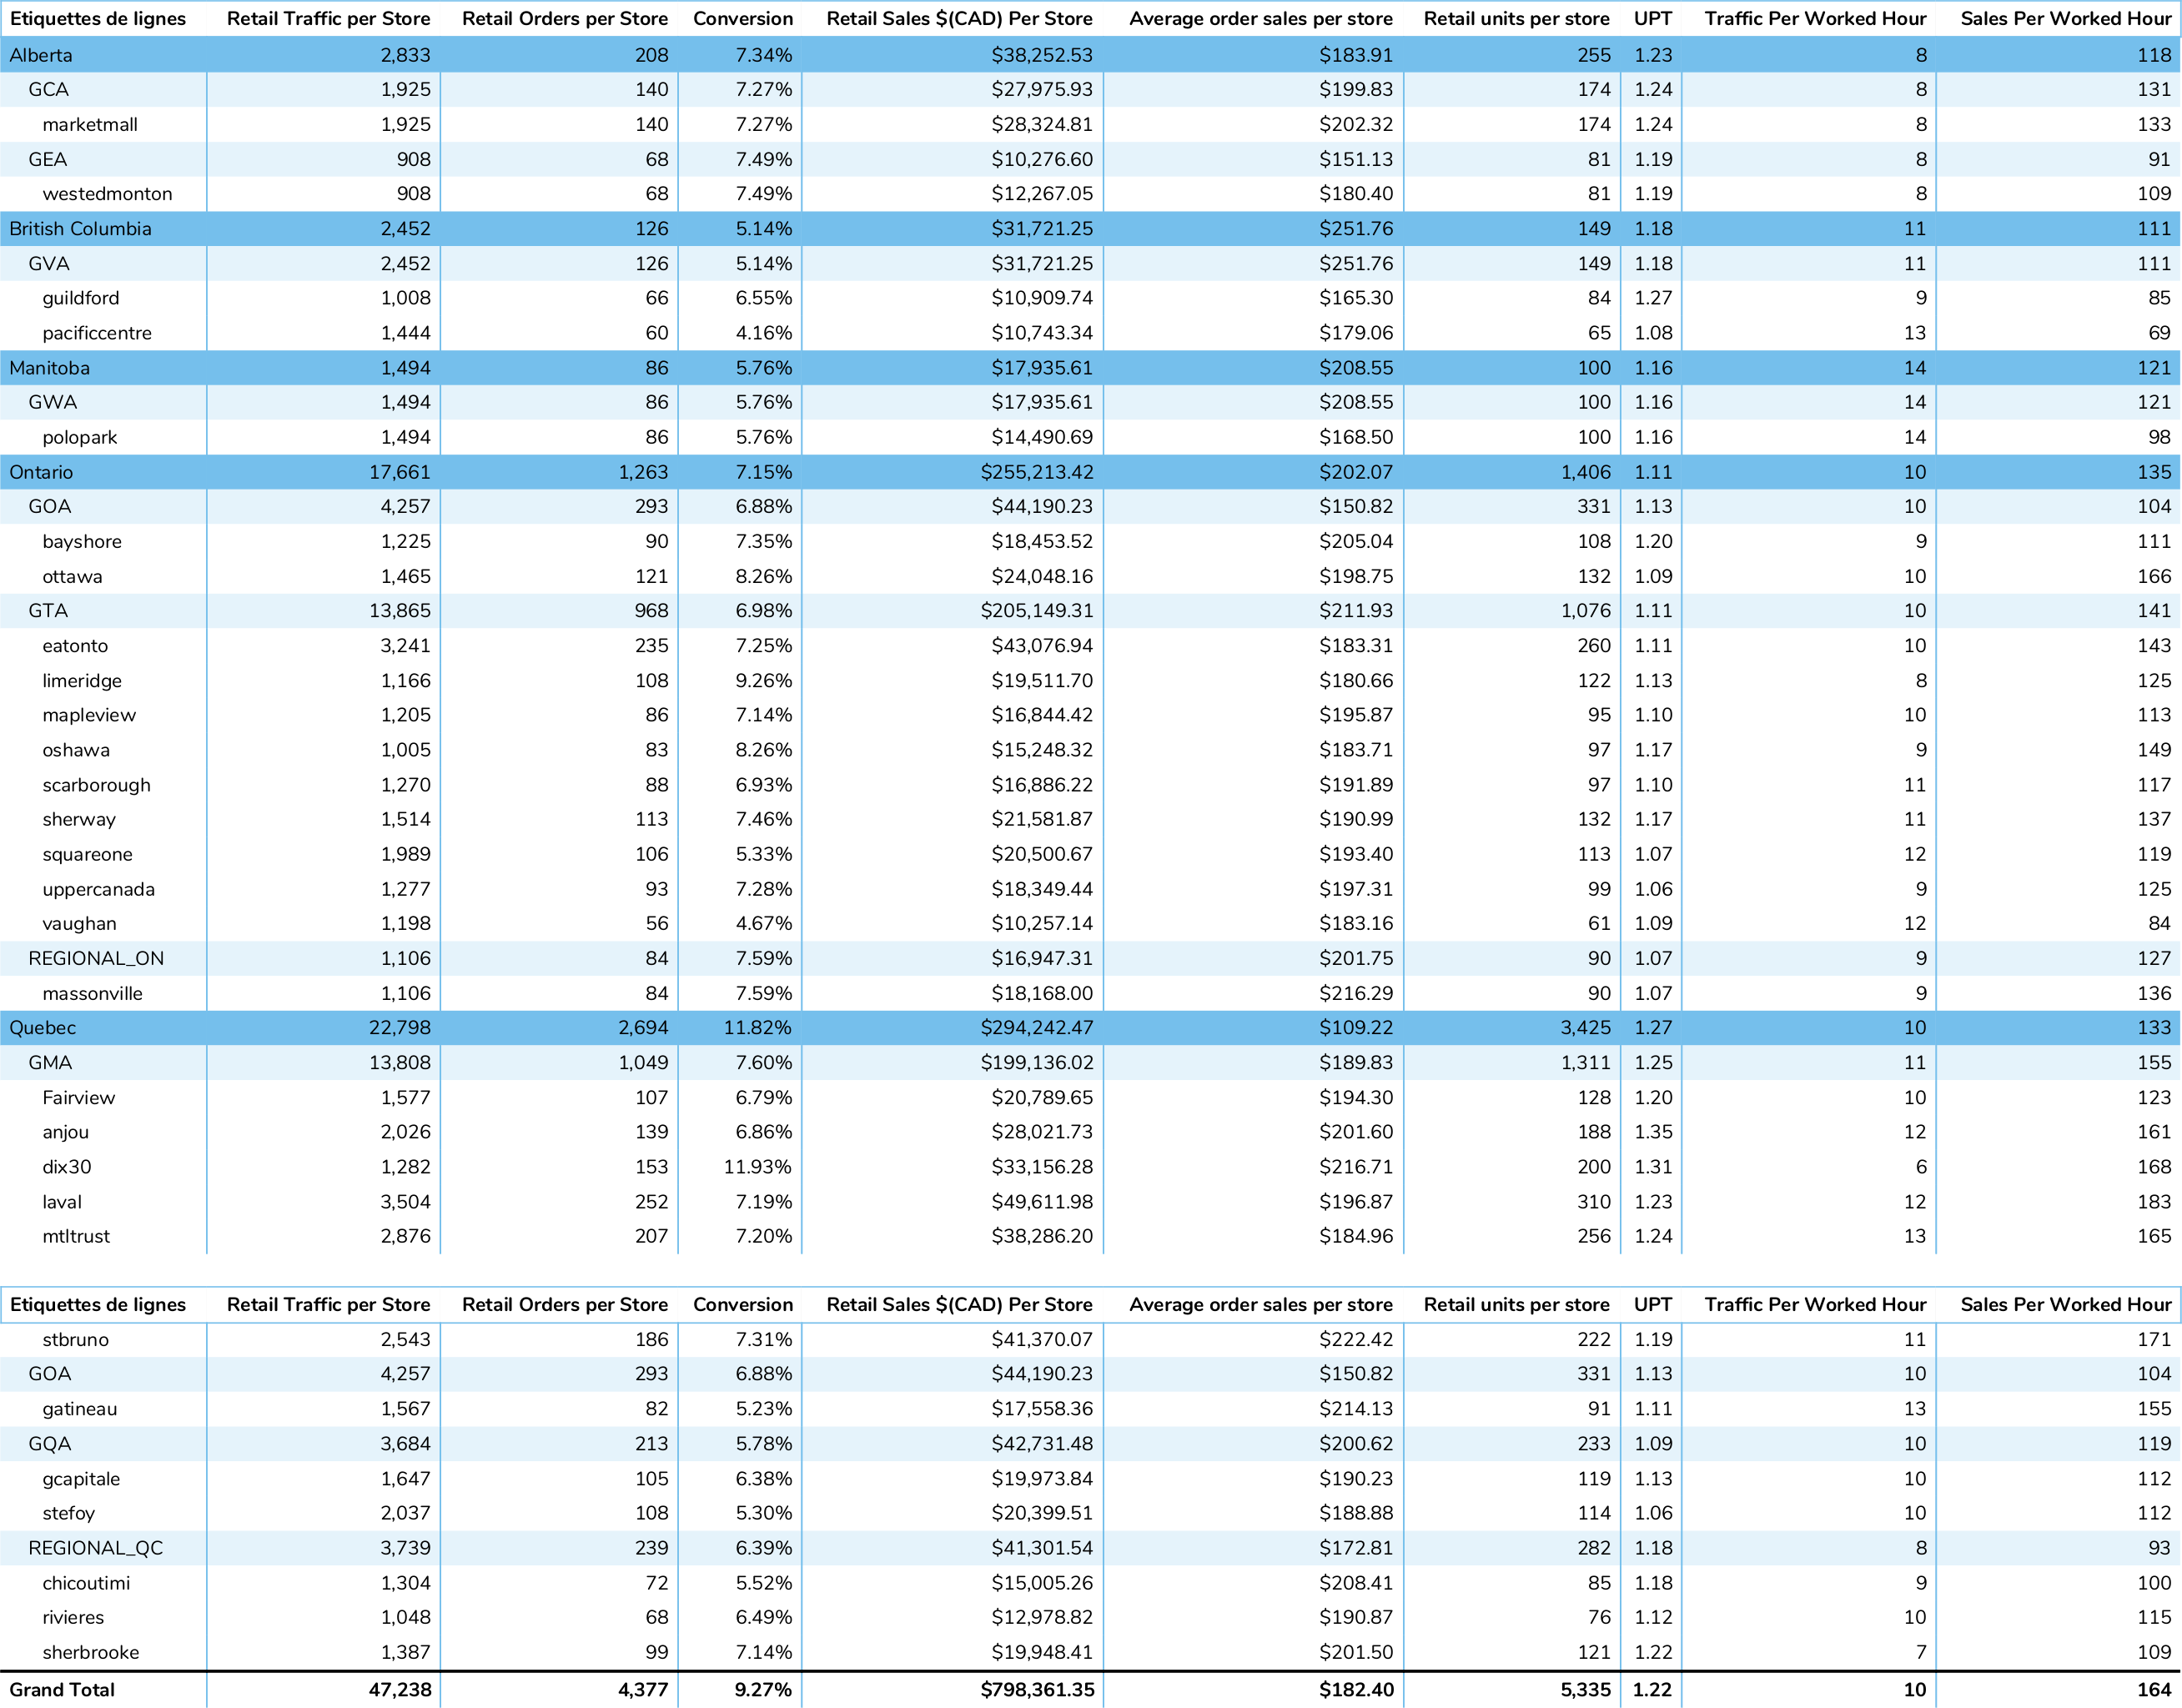 Etiquettes de lignes Retail Traffic per Store Retail Orders per Store Conversion Retail Sales $(CAD) Per Store Average order sales per store Retail units per store UPT Traffic Per Worked Hour Sales Per Worked Hour
Alberta 2,833 208 7.34% $38,252.53 $183.91 255 1.23 8 118
GCA 1,925 140 7.27% $27,975.93 $199.83 174 1.24 8 131
marketmall 1,925 140 7.27% $28,324.81 $202.32 174 1.24 8 133
GEA 908 68 7.49% $10,276.60 $151.13 81 1.19 8 91
westedmonton 908 68 7.49% $12,267.05 $180.40 81 1.19 8 109
British Columbia 2,452 126 5.14% $31,721.25 $251.76 149 1.18 11 111
GVA 2,452 126 5.14% $31,721.25 $251.76 149 1.18 11 111
guildford 1,008 66 6.55% $10,909.74 $165.30 84 1.27 9 85
pacificcentre 1,444 60 4.16% $10,743.34 $179.06 65 1.08 13 69
Manitoba 1,494 86 5.76% $17,935.61 $208.55 100 1.16 14 121
GWA 1,494 86 5.76% $17,935.61 $208.55 100 1.16 14 121
polopark 1,494 86 5.76% $14,490.69 $168.50 100 1.16 14 98
Ontario 17,661 1,263 7.15% $255,213.42 $202.07 1,406 1.11 10 135
GOA 4,257 293 6.88% $44,190.23 $150.82 331 1.13 10 104
bayshore 1,225 90 7.35% $18,453.52 $205.04 108 1.20 9 111
ottawa 1,465 121 8.26% $24,048.16 $198.75 132 1.09 10 166
GTA 13,865 968 6.98% $205,149.31 $211.93 1,076 1.11 10 141
eatonto 3,241 235 7.25% $43,076.94 $183.31 260 1.11 10 143
limeridge 1,166 108 9.26% $19,511.70 $180.66 122 1.13 8 125
mapleview 1,205 86 7.14% $16,844.42 $195.87 95 1.10 10 113
oshawa 1,005 83 8.26% $15,248.32 $183.71 97 1.17 9 149
scarborough 1,270 88 6.93% $16,886.22 $191.89 97 1.10 11 117
sherway 1,514 113 7.46% $21,581.87 $190.99 132 1.17 11 137
squareone 1,989 106 5.33% $20,500.67 $193.40 113 1.07 12 119
uppercanada 1,277 93 7.28% $18,349.44 $197.31 99 1.06 9 125
vaughan 1,198 56 4.67% $10,257.14 $183.16 61 1.09 12 84
REGIONAL_ON 1,106 84 7.59% $16,947.31 $201.75 90 1.07 9 127
massonville 1,106 84 7.59% $18,168.00 $216.29 90 1.07 9 136
Quebec 22,798 2,694 11.82% $294,242.47 $109.22 3,425 1.27 10 133
GMA 13,808 1,049 7.60% $199,136.02 $189.83 1,311 1.25 11 155
Fairview 1,577 107 6.79% $20,789.65 $194.30 128 1.20 10 123
anjou 2,026 139 6.86% $28,021.73 $201.60 188 1.35 12 161
dix30 1,282 153 11.93% $33,156.28 $216.71 200 1.31 6 168
laval 3,504 252 7.19% $49,611.98 $196.87 310 1.23 12 183
mtltrust 2,876 207 7.20% $38,286.20 $184.96 256 1.24 13 165
Etiquettes de lignes Retail Traffic per Store Retail Orders per Store Conversion Retail Sales $(CAD) Per Store Average order sales per store Retail units per store UPT Traffic Per Worked Hour Sales Per Worked Hour
stbruno 2,543 186 7.31% $41,370.07 $222.42 222 1.19 11 171
GOA 4,257 293 6.88% $44,190.23 $150.82 331 1.13 10 104
gatineau 1,567 82 5.23% $17,558.36 $214.13 91 1.11 13 155
GQA 3,684 213 5.78% $42,731.48 $200.62 233 1.09 10 119
gcapitale 1,647 105 6.38% $19,973.84 $190.23 119 1.13 10 112
stefoy 2,037 108 5.30% $20,399.51 $188.88 114 1.06 10 112
REGIONAL_QC 3,739 239 6.39% $41,301.54 $172.81 282 1.18 8 93
chicoutimi 1,304 72 5.52% $15,005.26 $208.41 85 1.18 9 100
rivieres 1,048 68 6.49% $12,978.82 $190.87 76 1.12 10 115
sherbrooke 1,387 99 7.14% $19,948.41 $201.50 121 1.22 7 109
Grand Total 47,238 4,377 9.27% $798,361.35 $182.40 5,335 1.22 10 164